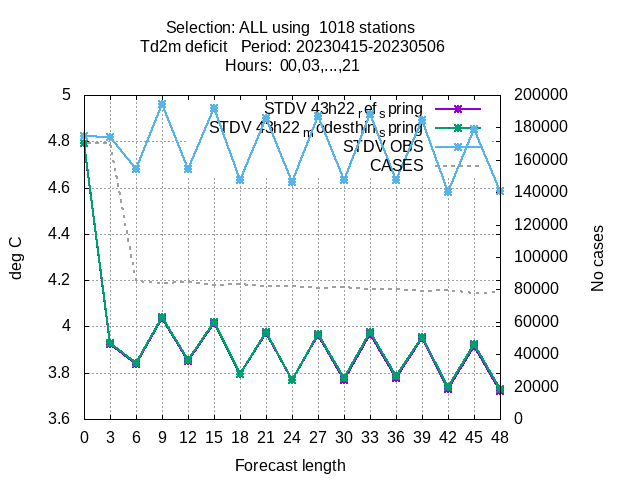 Selection: ALL using  1018 stations
Td2m deficit   Period: 20230415-20230506
Hours:  00,03,...,21
5 200000
STDV 43h22 ref spring
180000
STDV 43h22 modesthin spring
4.8
STDV OBS
160000
CASES
4.6 140000
120000
4.4
deg C
No cases
100000
4.2
80000
4 60000
40000
3.8
20000
3.6 0
0 3 6 9 12 15 18 21 24 27 30 33 36 39 42 45 48
Forecast length